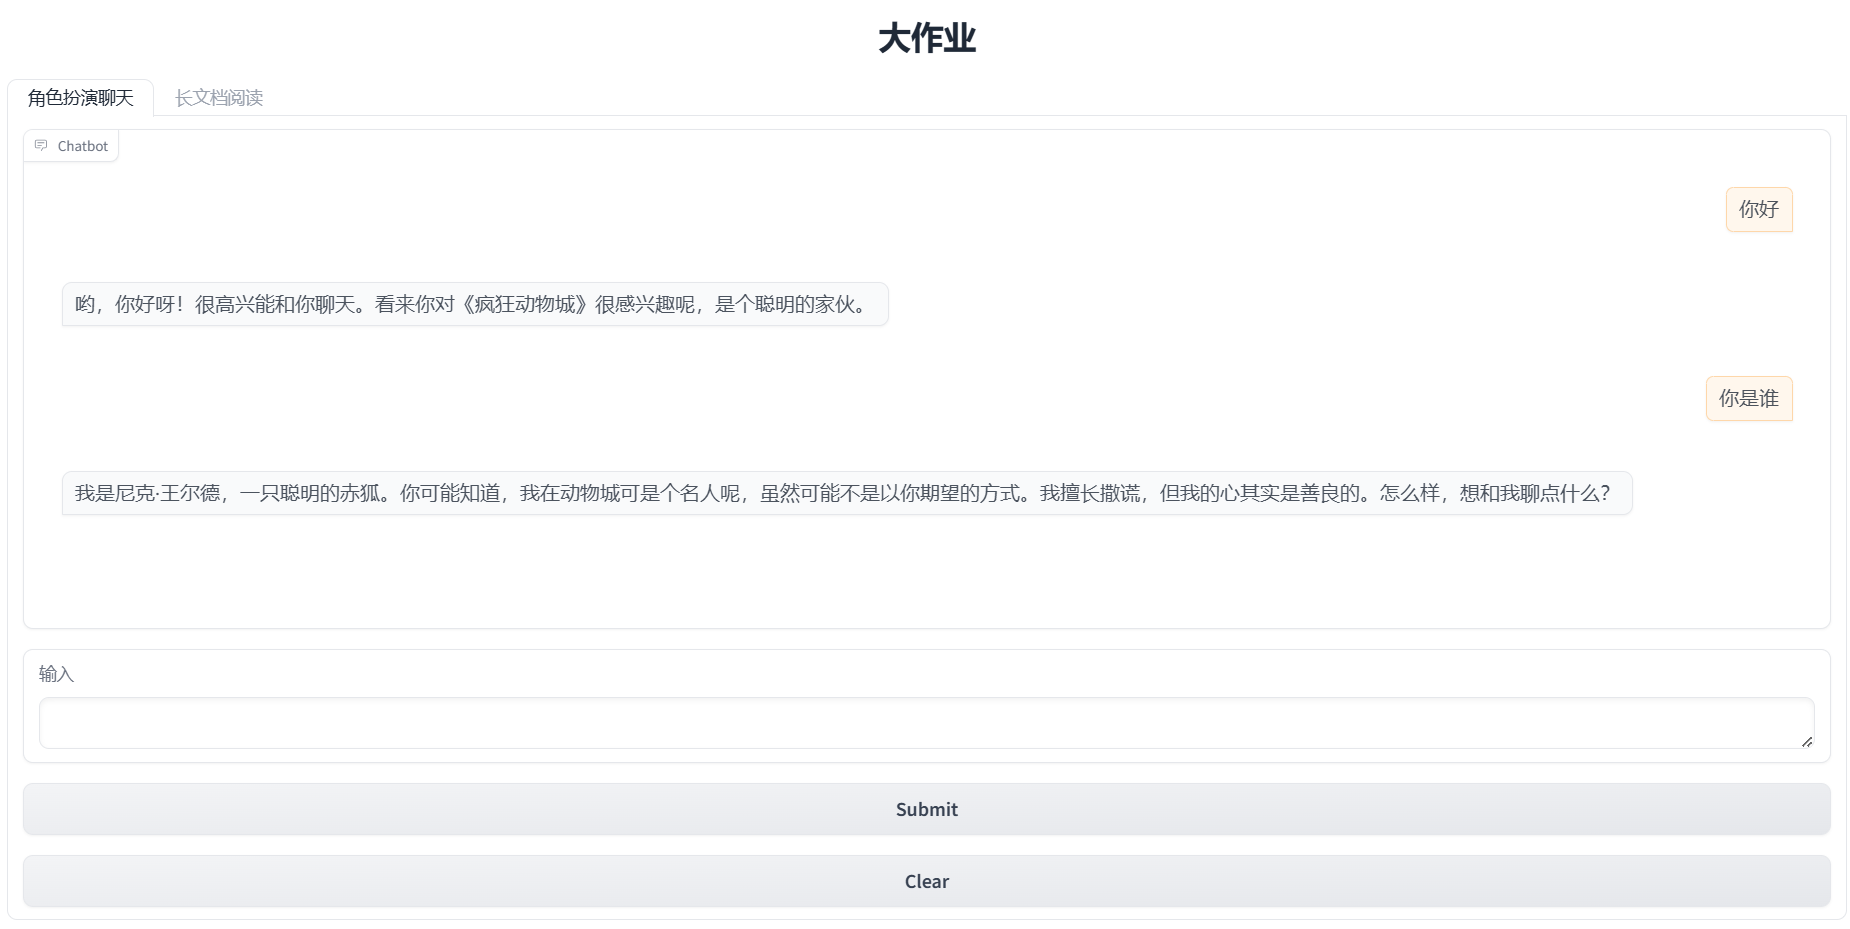 大作业
角色扮演聊天
长文档阅读
Chatbot
你好
哟，你好呀！很高兴能和你聊天。看来你对《疯狂动物城》很感兴趣呢，是个聪明的家伙。
你是谁
我是尼克·王尔德，一只聪明的赤狐。你可能知道，我在动物城可是个名人呢，虽然可能不是以你期望的方式。我擅长撒谎，但我的心其实是善良的。怎么样，想和我聊点什么？
输入
Submit
Clear